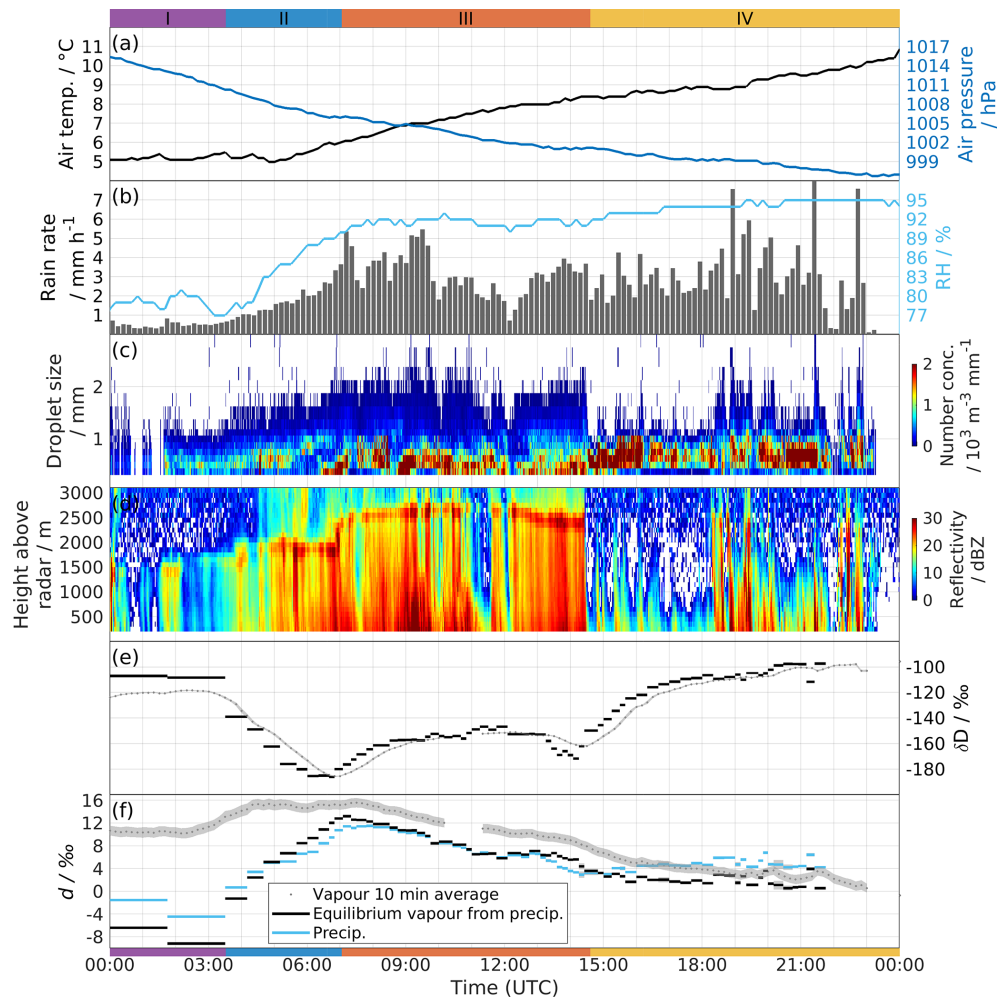 I II III IV
(a)
11
10
9
8
7
6
5
Air temp. / °C
1017
1014
1011
1008
1005
1002
999
Air pressure
/ hPa
(b)
7
6
5
4
3
2
1
Rain rate
/ mm h⁻¹
95
92
89
86
83
80
77
RH / %
(c)
2
1
Droplet size
/ mm
2
1
0
Number conc.
/ 10³ m⁻³ mm⁻¹
(d)
3000
2500
2000
1500
1000
500
Height above
radar / m
30
20
10
0
Reflectivity
/ dBZ
(e)
-100
-120
-140
-160
-180
δD / ‰
(f)
16
12
8
4
0
-4
-8
d / ‰
Vapour 10 min average
Equilibrium vapour from precip.
Precip.
00:00 03:00 06:00 09:00 12:00 15:00 18:00 21:00 00:00
Time (UTC)